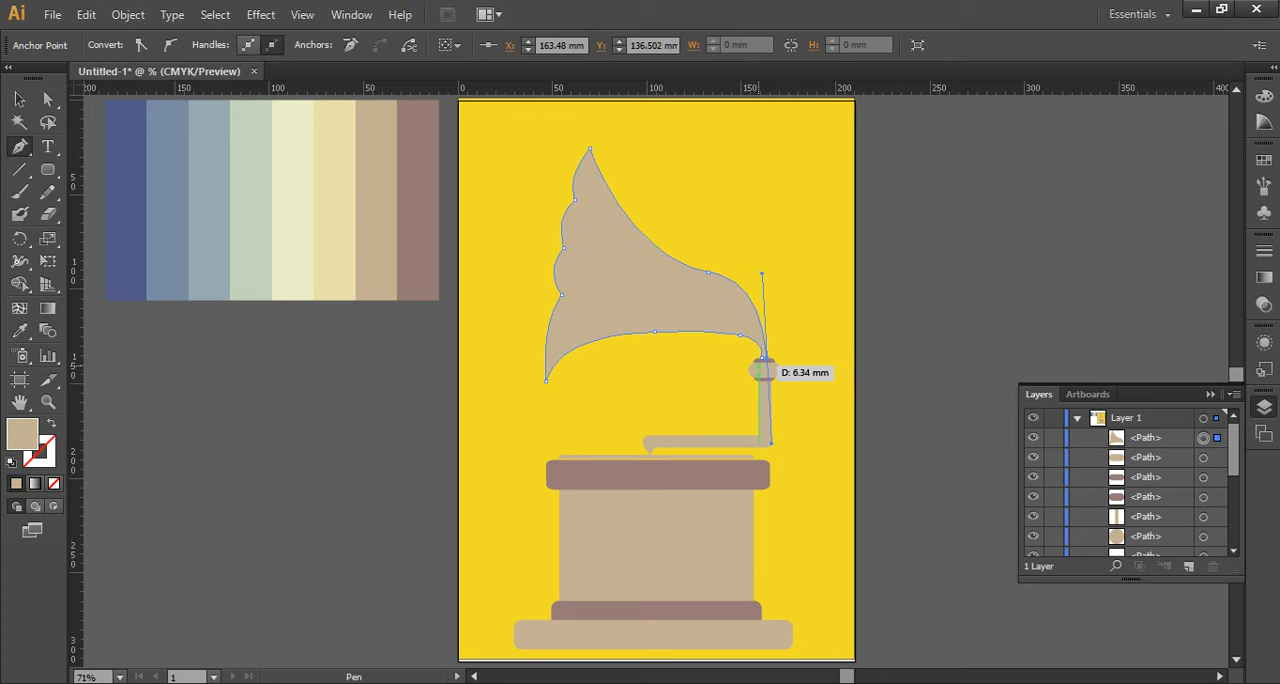 Ai File Edit Object Type Select Effect View Window Help Essentials
Anchor Point Convert: Handles: Anchors: X: 163.48 mm Y: 136.502 mm W: 0 mm H: 0 mm
Untitled-1* @ % (CMYK/Preview)
00 150 100 50 0 50 100 150 200 250 300 350 400
D: 6.34 mm
Layers Artboards
Layer 1
<Path>
<Path>
<Path>
<Path>
<Path>
<Path>
1 Layer
71% 1 Pen